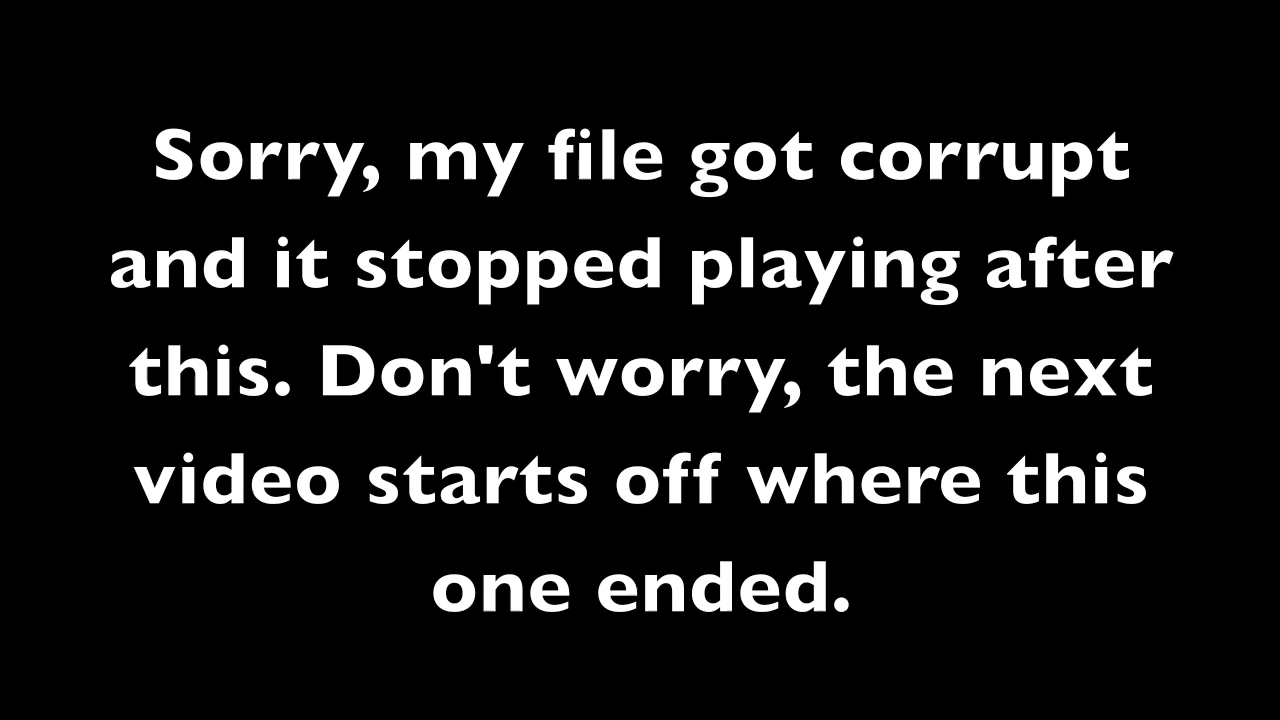 Sorry, my file got corrupt
and it stopped playing after
this. Don't worry, the next
video starts off where this
one ended.